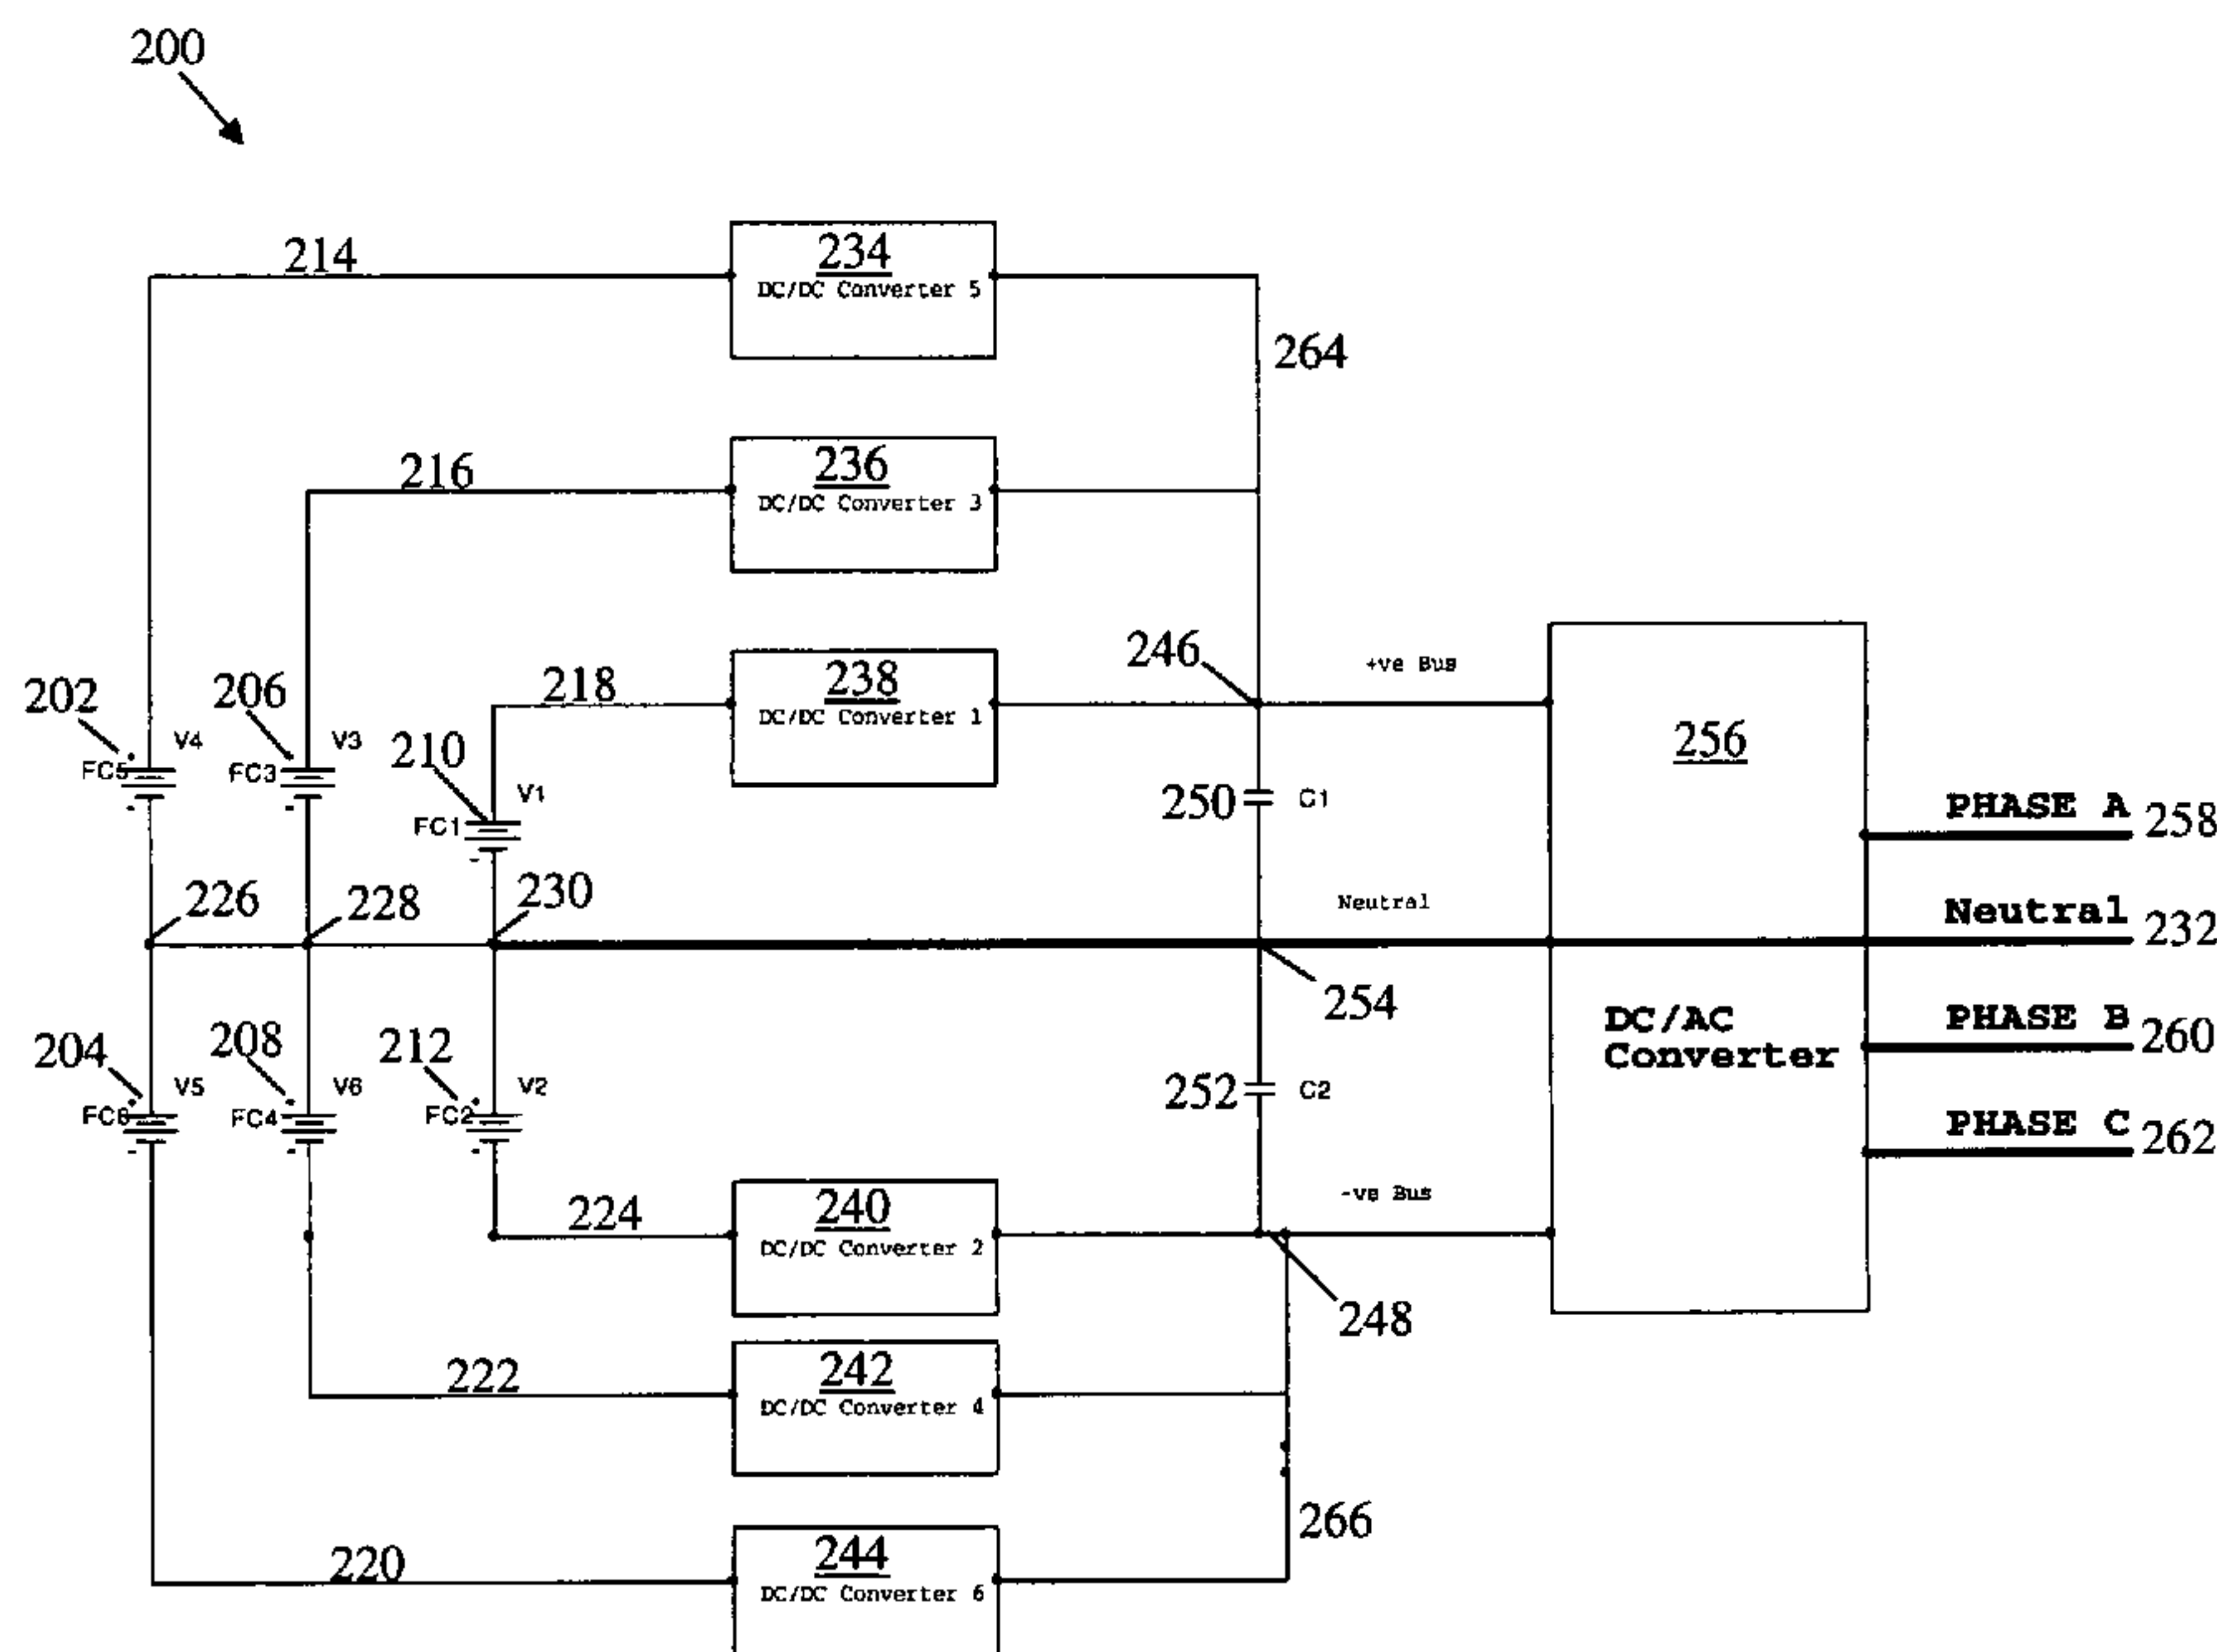 200
214
234
DC/DC Converter 5
264
216
236
DC/DC Converter 3
218
238
DC/DC Converter 1
246
+ve Bus
202
V4
FC5
-
206
V3
FC3
-
210
V1
FC1
-
250
C1
256
PHASE A 258
226
228
230
Neutral
Neutral 232
254
DC/AC
Converter
PHASE B 260
204
V5
FC6
-
208
V6
FC4
-
212
V2
FC2
-
252
C2
PHASE C 262
224
240
DC/DC Converter 2
-ve Bus
248
222
242
DC/DC Converter 4
266
220
244
DC/DC Converter 6